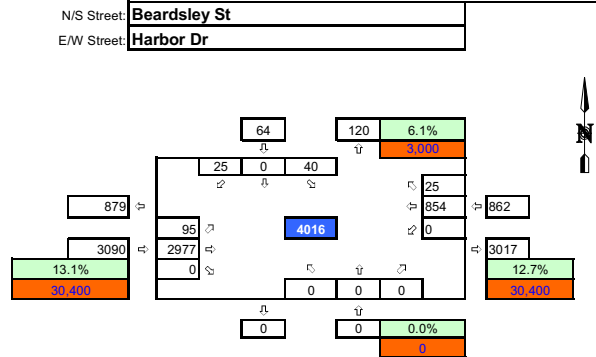 N/S Street: Beardsley St
E/W Street: Harbor Dr
N
64 120 6.1%
⇩ ⇧ 3,000
25 0 40
⬃ ⇩ ⬂ ⬁ 25
879 ⇦ ⇦ 854 ⇦ 862
95 ⬀ 4016 ⬃ 0
3090 ⇨ 2977 ⇨ ⇨ 3017
13.1% 0 ⬂ ⬁ ⇧ ⬀ 12.7%
30,400 0 0 0 30,400
⇩ ⇧
0 0 0.0%
0